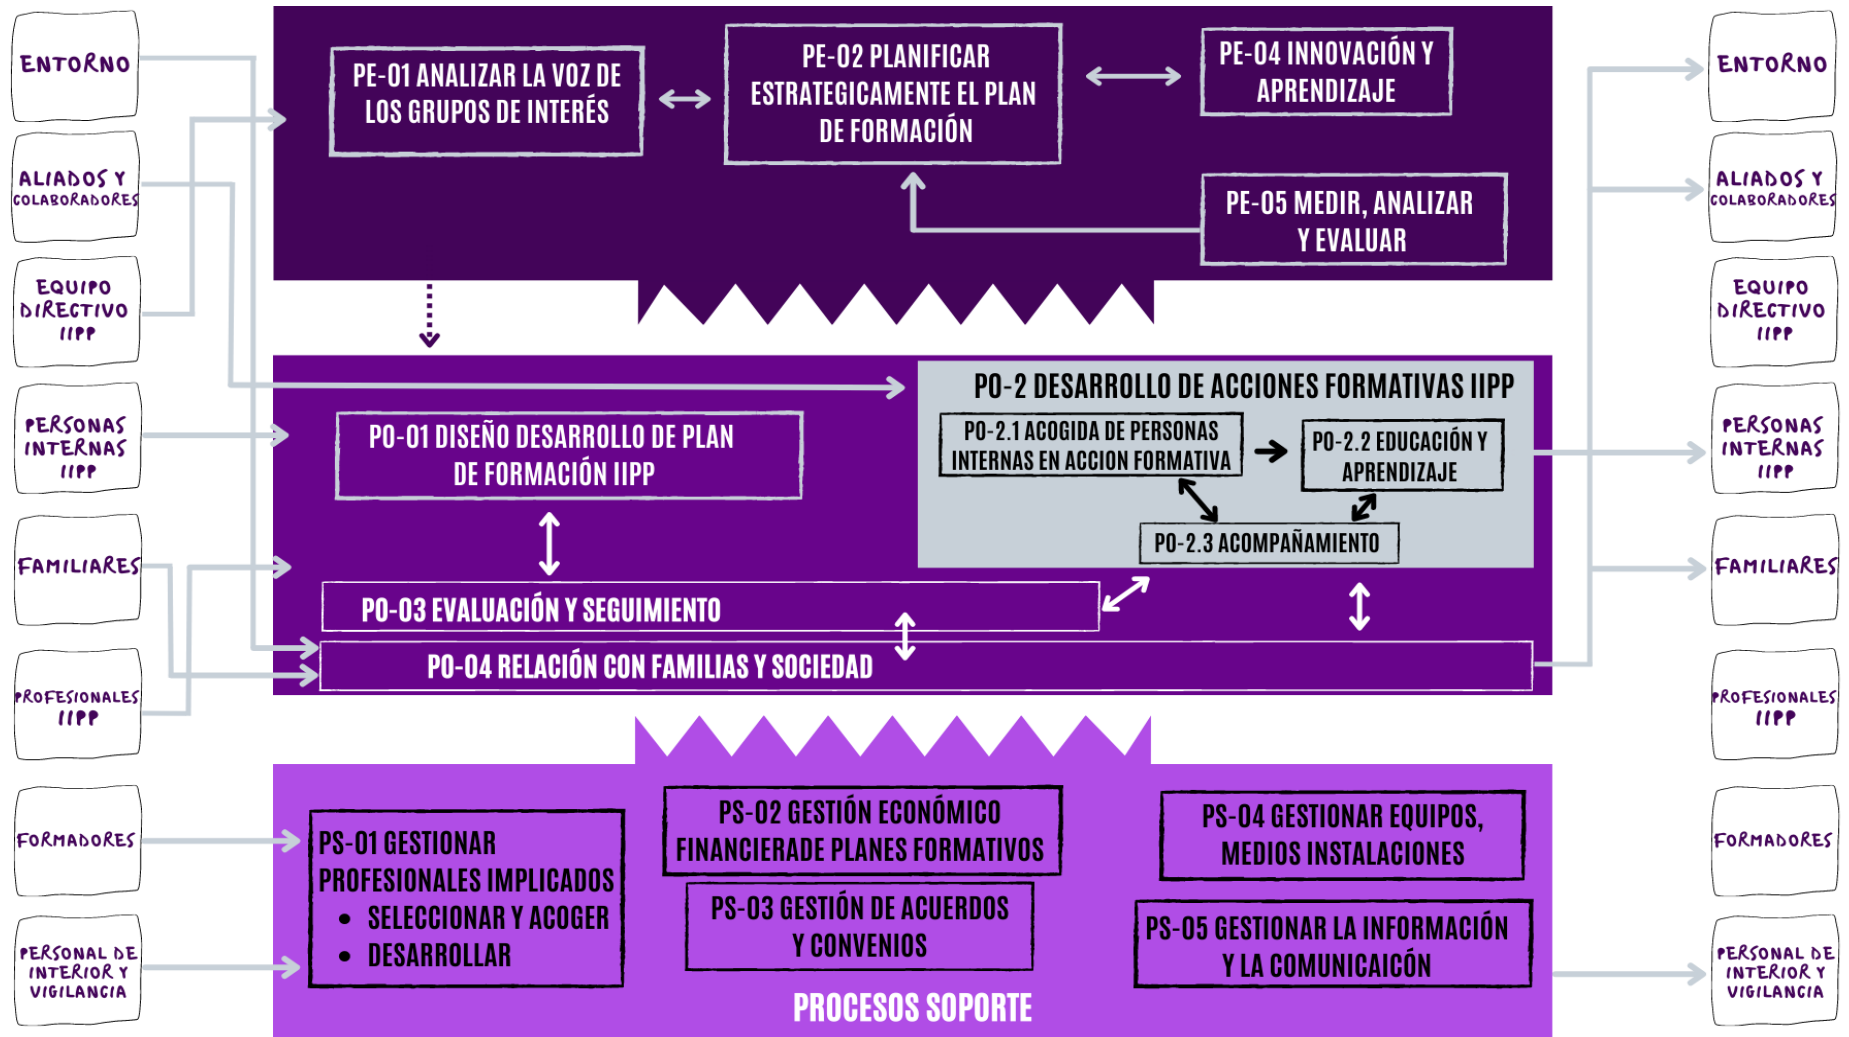 ENTORNO
ALIADOS Y
COLABORADORES
EQUIPO
DIRECTIVO
IIPP
PERSONAS
INTERNAS
IIPP
FAMILIARES
PROFESIONALES
IIPP
FORMADORES
PERSONAL DE
INTERIOR Y
VIGILANCIA
PE-01 ANALIZAR LA VOZ DE
LOS GRUPOS DE INTERÉS
PE-02 PLANIFICAR
ESTRATEGICAMENTE EL PLAN
DE FORMACIÓN
PE-04 INNOVACIÓN Y
APRENDIZAJE
PE-05 MEDIR, ANALIZAR
Y EVALUAR
PO-01 DISEÑO DESARROLLO DE PLAN
DE FORMACIÓN IIPP
PO-2 DESARROLLO DE ACCIONES FORMATIVAS IIPP
PO-2.1 ACOGIDA DE PERSONAS
INTERNAS EN ACCION FORMATIVA
PO-2.2 EDUCACIÓN Y
APRENDIZAJE
PO-2.3 ACOMPAÑAMIENTO
PO-03 EVALUACIÓN Y SEGUIMIENTO
PO-04 RELACIÓN CON FAMILIAS Y SOCIEDAD
PS-01 GESTIONAR
PROFESIONALES IMPLICADOS
• SELECCIONAR Y ACOGER
• DESARROLLAR
PS-02 GESTIÓN ECONÓMICO
FINANCIERADE PLANES FORMATIVOS
PS-03 GESTIÓN DE ACUERDOS
Y CONVENIOS
PS-04 GESTIONAR EQUIPOS,
MEDIOS INSTALACIONES
PS-05 GESTIONAR LA INFORMACIÓN
Y LA COMUNICAICÓN
PROCESOS SOPORTE
ENTORNO
ALIADOS Y
COLABORADORES
EQUIPO
DIRECTIVO
IIPP
PERSONAS
INTERNAS
IIPP
FAMILIARES
PROFESIONALES
IIPP
FORMADORES
PERSONAL DE
INTERIOR Y
VIGILANCIA